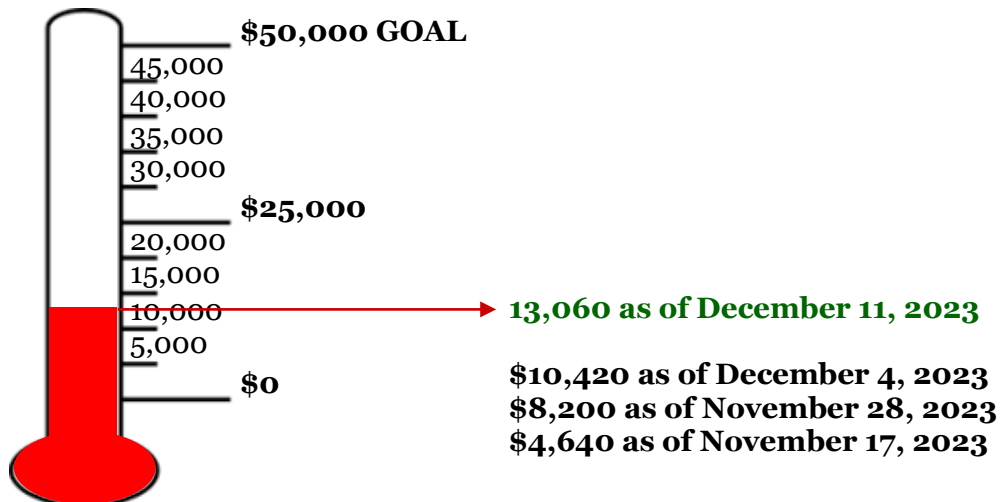 $50,000 GOAL
45,000
40,000
35,000
30,000
$25,000
20,000
15,000
10,000
13,060 as of December 11, 2023
5,000
$0
$10,420 as of December 4, 2023
$8,200 as of November 28, 2023
$4,640 as of November 17, 2023